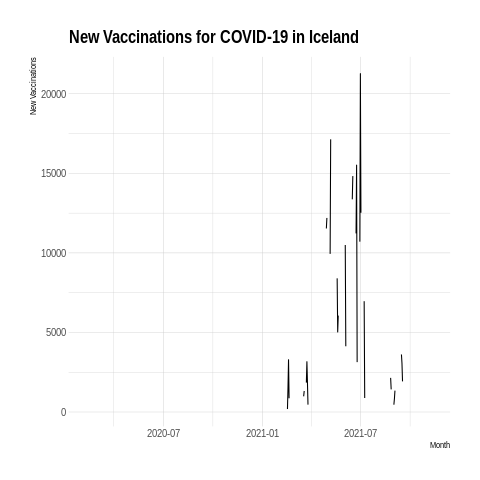 New Vaccinations for COVID-19 in Iceland
New Vaccinations
20000
15000
10000
5000
0
2020-07 2021-01 2021-07
Month